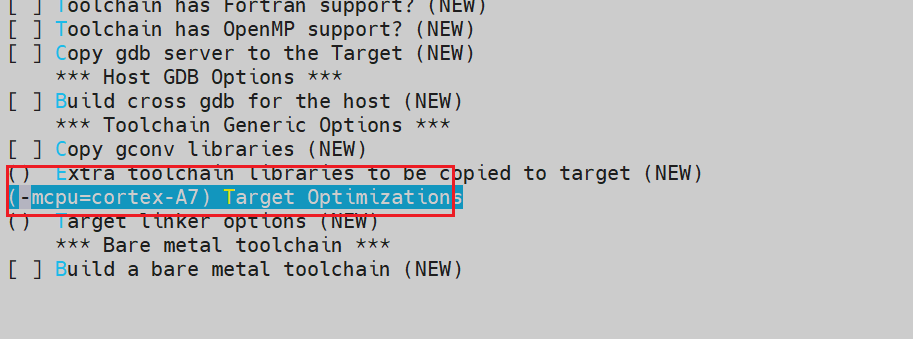 [ ] Toolchain has Fortran support? (NEW)
[ ] Toolchain has OpenMP support? (NEW)
[ ] Copy gdb server to the Target (NEW)
*** Host GDB Options ***
[ ] Build cross gdb for the host (NEW)
*** Toolchain Generic Options ***
[ ] Copy gconv libraries (NEW)
() Extra toolchain libraries to be copied to target (NEW)
(-mcpu=cortex-A7) Target Optimizations
() Target linker options (NEW)
*** Bare metal toolchain ***
[ ] Build a bare metal toolchain (NEW)